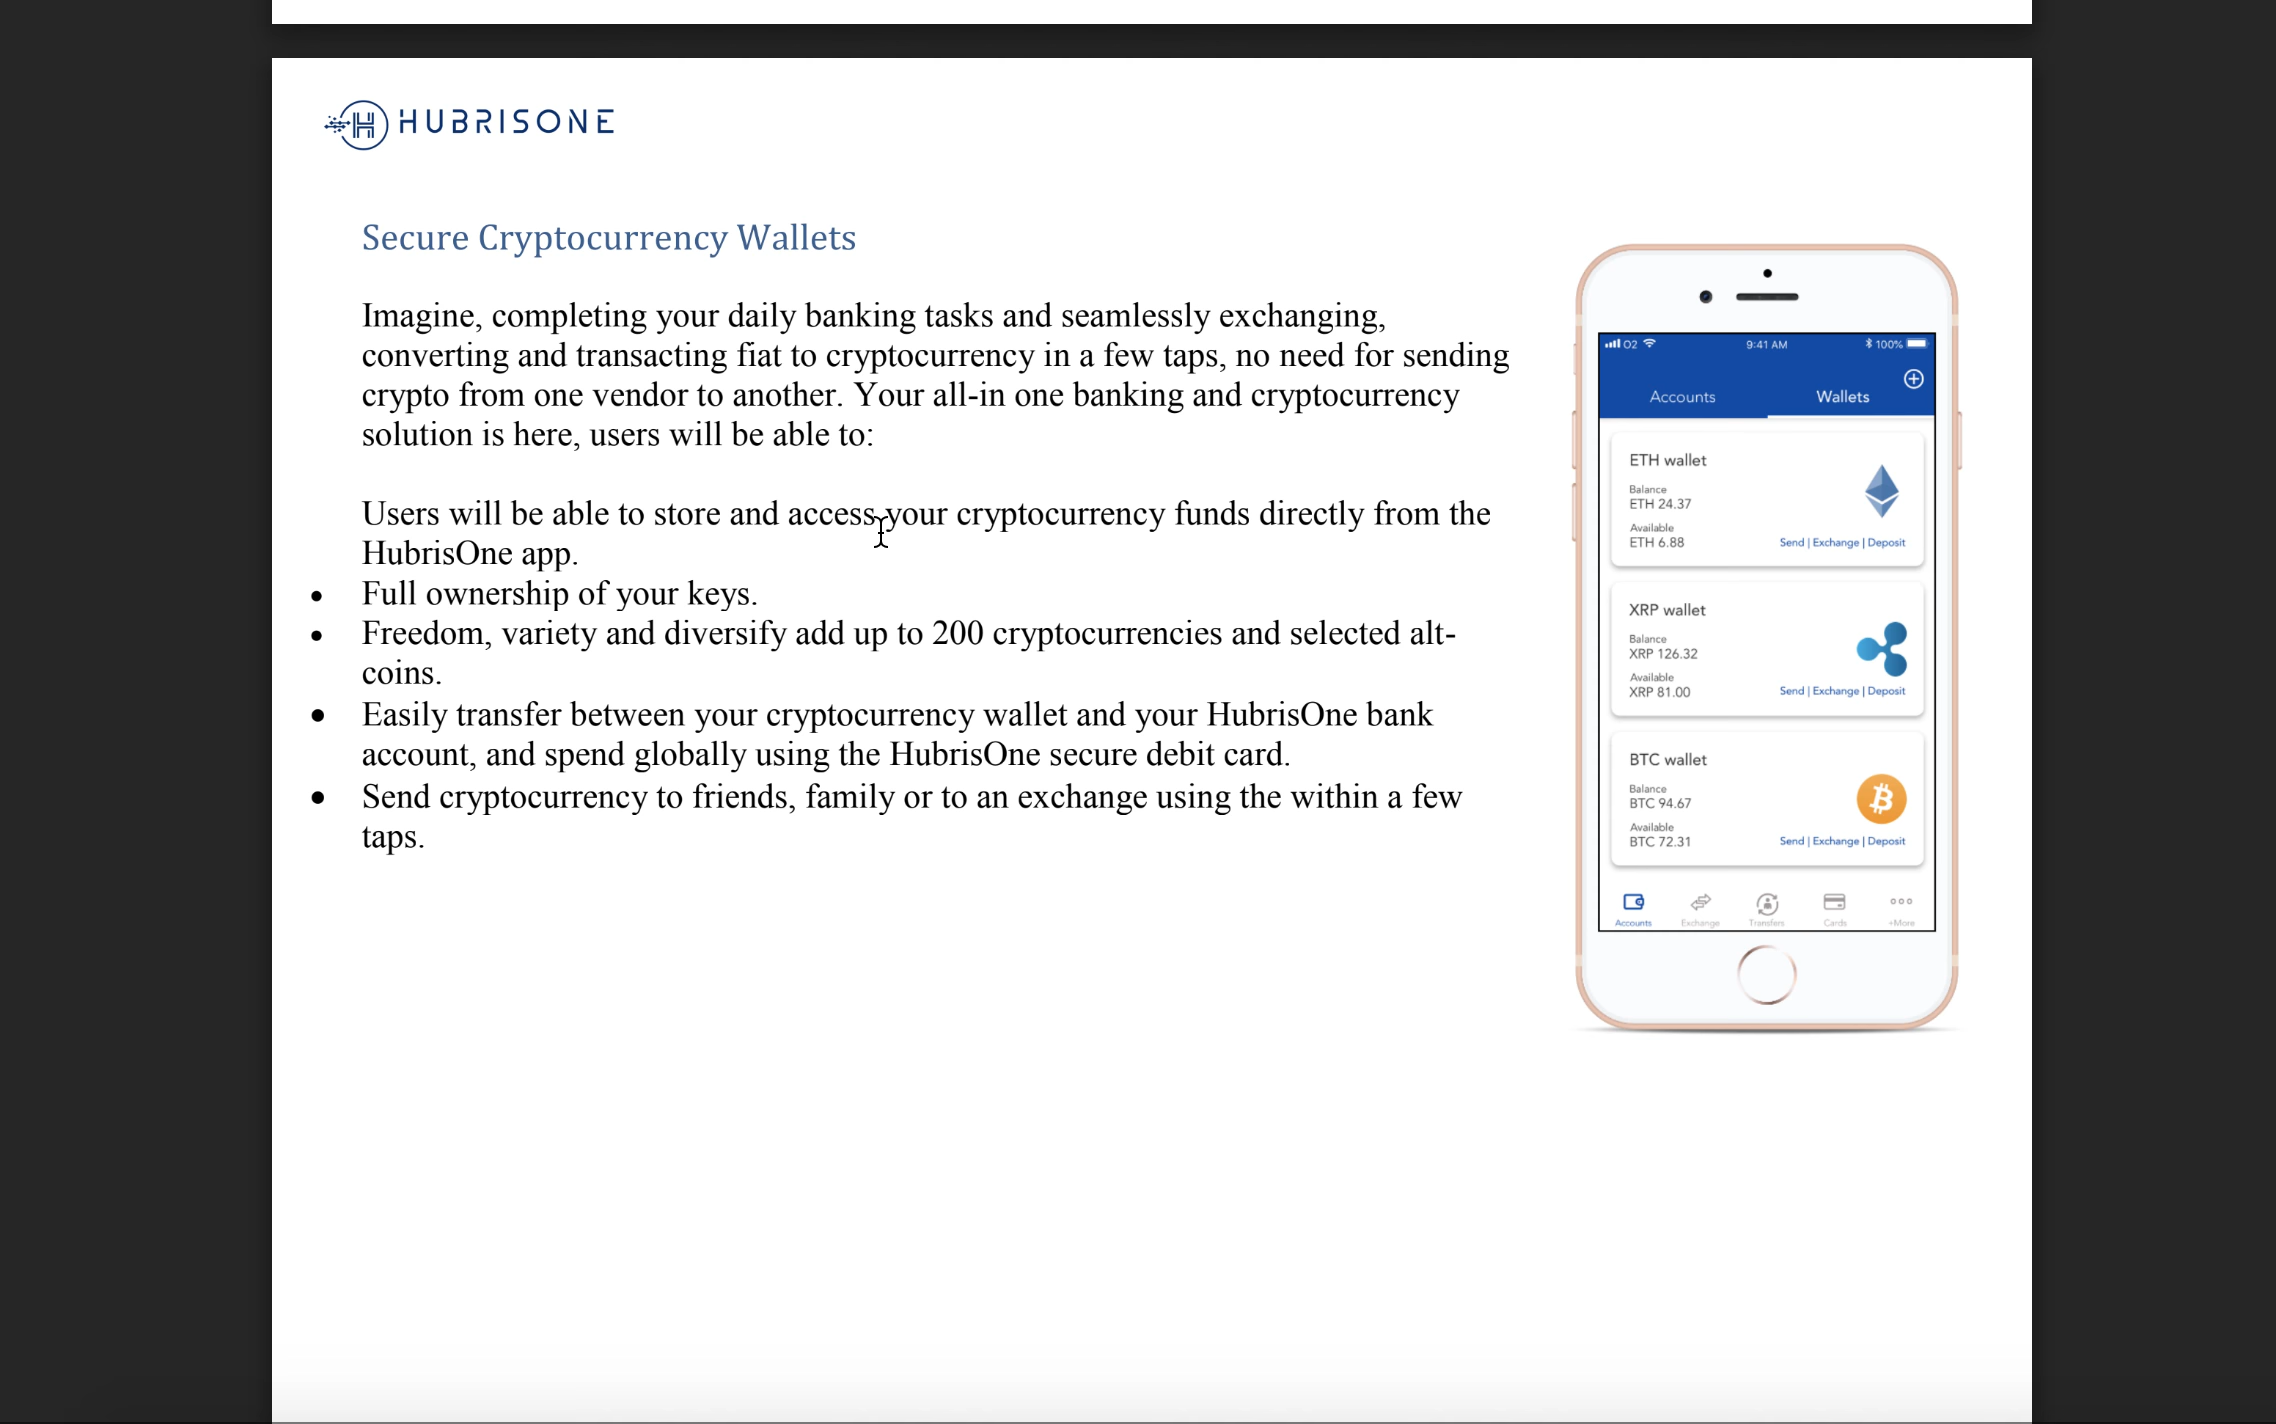 HUBRISONE
Secure Cryptocurrency Wallets
Imagine, completing your daily banking tasks and seamlessly exchanging,
converting and transacting fiat to cryptocurrency in a few taps, no need for sending
crypto from one vendor to another. Your all-in one banking and cryptocurrency
solution is here, users will be able to:
Users will be able to store and access your cryptocurrency funds directly from the
HubrisOne app.
• Full ownership of your keys.
• Freedom, variety and diversify add up to 200 cryptocurrencies and selected alt-
coins.
• Easily transfer between your cryptocurrency wallet and your HubrisOne bank
account, and spend globally using the HubrisOne secure debit card.
• Send cryptocurrency to friends, family or to an exchange using the within a few
taps.
O2 9:41 AM 100%
Accounts Wallets
ETH wallet
Balance
ETH 24.37
Available
ETH 6.88 Send | Exchange | Deposit
XRP wallet
Balance
XRP 126.32
Available
XRP 81.00 Send | Exchange | Deposit
BTC wallet
Balance
BTC 94.67
Available
BTC 72.31 Send | Exchange | Deposit
Accounts Exchange Transfers Cards +More